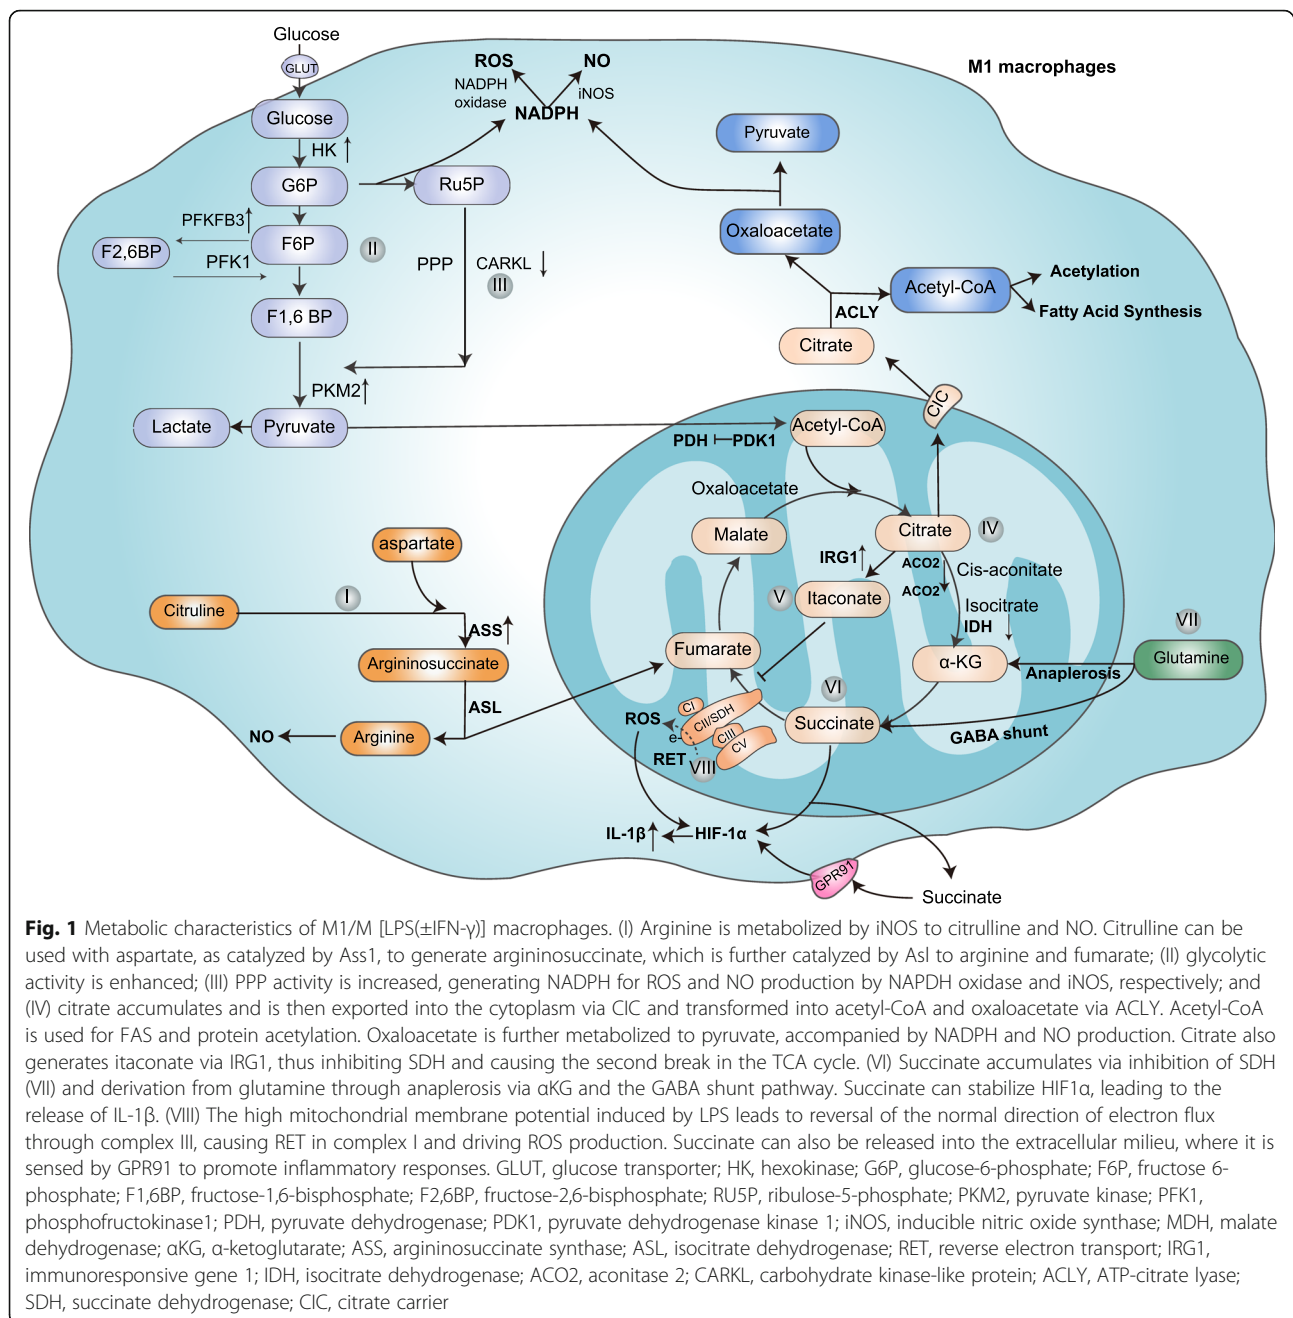 Glucose
GLUT
Glucose
HK
G6P
PFKFB3
F6P
F2,6BP
PFK1
II
F1,6 BP
PKM2
Lactate
Pyruvate
Ru5P
PPP
CARKL
III
ROS
NO
NADPH
oxidase
iNOS
NADPH
M1 macrophages
Pyruvate
Oxaloacetate
Acetyl-CoA
Acetylation
Fatty Acid Synthesis
ACLY
Citrate
CIC
Acetyl-CoA
PDH
PDK1
Oxaloacetate
Malate
Citrate
IV
IRG1
ACO2
Cis-aconitate
ACO2
V
Itaconate
Isocitrate
IDH
VII
Fumarate
α-KG
Glutamine
Anaplerosis
VI
Succinate
GABA shunt
CI
CII/SDH
ROS
e-
CIII
CV
RET
VIII
aspartate
I
Citruline
ASS
Argininosuccinate
ASL
NO
Arginine
IL-1β
HIF-1α
GPR91
Succinate
Fig. 1 Metabolic characteristics of M1/M [LPS(±IFN-γ)] macrophages. (I) Arginine is metabolized by iNOS to citrulline and NO. Citrulline can be
used with aspartate, as catalyzed by Ass1, to generate argininosuccinate, which is further catalyzed by Asl to arginine and fumarate; (II) glycolytic
activity is enhanced; (III) PPP activity is increased, generating NADPH for ROS and NO production by NAPDH oxidase and iNOS, respectively; and
(IV) citrate accumulates and is then exported into the cytoplasm via CIC and transformed into acetyl-CoA and oxaloacetate via ACLY. Acetyl-CoA
is used for FAS and protein acetylation. Oxaloacetate is further metabolized to pyruvate, accompanied by NADPH and NO production. Citrate also
generates itaconate via IRG1, thus inhibiting SDH and causing the second break in the TCA cycle. (VI) Succinate accumulates via inhibition of SDH
(VII) and derivation from glutamine through anaplerosis via αKG and the GABA shunt pathway. Succinate can stabilize HIF1α, leading to the
release of IL-1β. (VIII) The high mitochondrial membrane potential induced by LPS leads to reversal of the normal direction of electron flux
through complex III, causing RET in complex I and driving ROS production. Succinate can also be released into the extracellular milieu, where it is
sensed by GPR91 to promote inflammatory responses. GLUT, glucose transporter; HK, hexokinase; G6P, glucose-6-phosphate; F6P, fructose 6-
phosphate; F1,6BP, fructose-1,6-bisphosphate; F2,6BP, fructose-2,6-bisphosphate; RU5P, ribulose-5-phosphate; PKM2, pyruvate kinase; PFK1,
phosphofructokinase1; PDH, pyruvate dehydrogenase; PDK1, pyruvate dehydrogenase kinase 1; iNOS, inducible nitric oxide synthase; MDH, malate
dehydrogenase; αKG, α-ketoglutarate; ASS, argininosuccinate synthase; ASL, isocitrate dehydrogenase; RET, reverse electron transport; IRG1,
immunoresponsive gene 1; IDH, isocitrate dehydrogenase; ACO2, aconitase 2; CARKL, carbohydrate kinase-like protein; ACLY, ATP-citrate lyase;
SDH, succinate dehydrogenase; CIC, citrate carrier